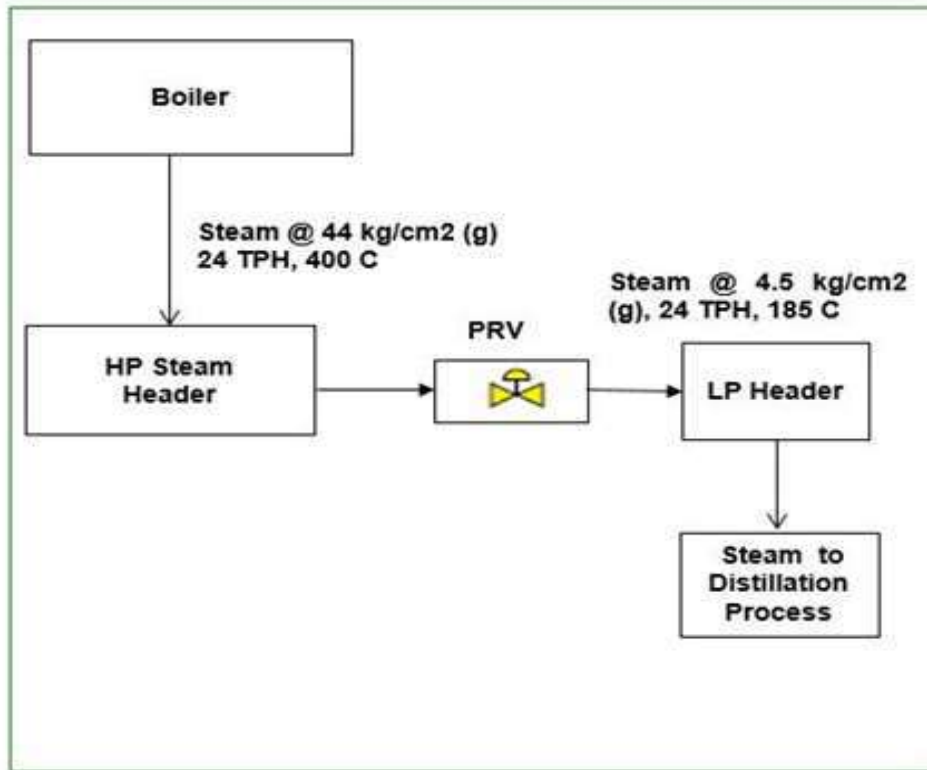 Boiler
Steam @ 44 kg/cm2 (g)
24 TPH, 400 C
Steam @ 4.5 kg/cm2
(g), 24 TPH, 185 C
PRV
HP Steam
Header
LP Header
Steam to
Distillation
Process